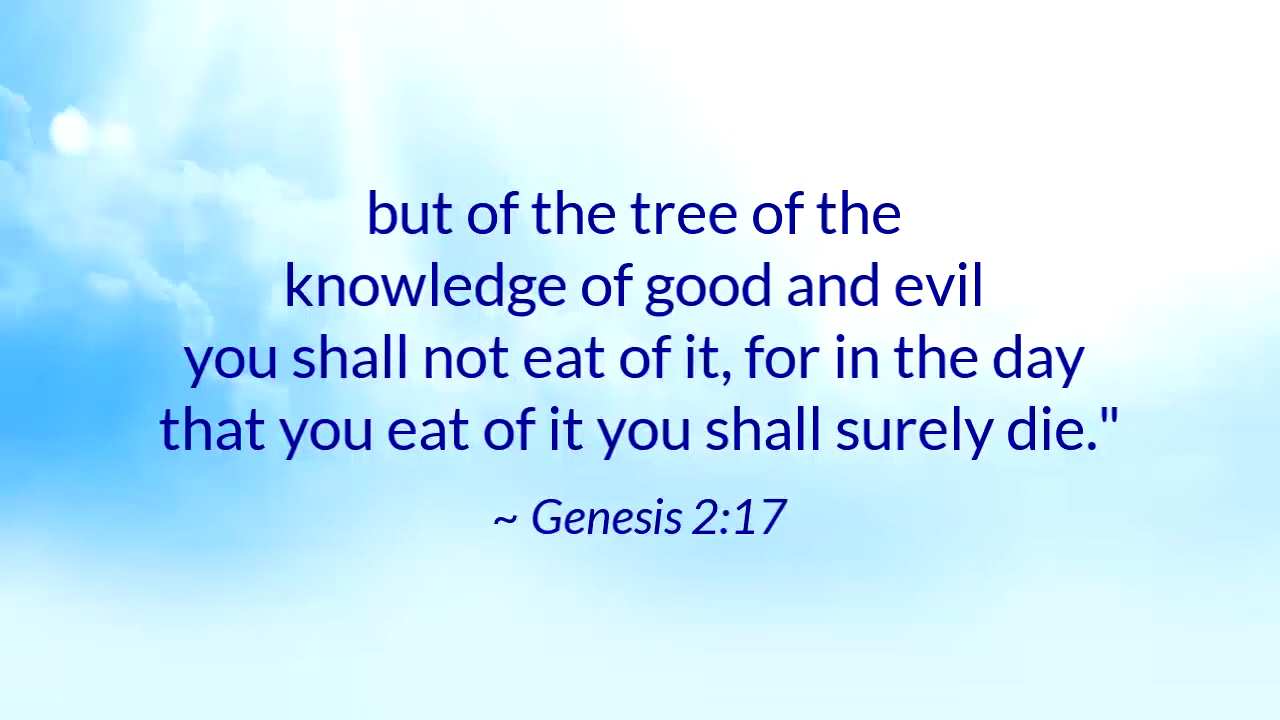 but of the tree of the
knowledge of good and evil
you shall not eat of it, for in the day
that you eat of it you shall surely die."
~ Genesis 2:17